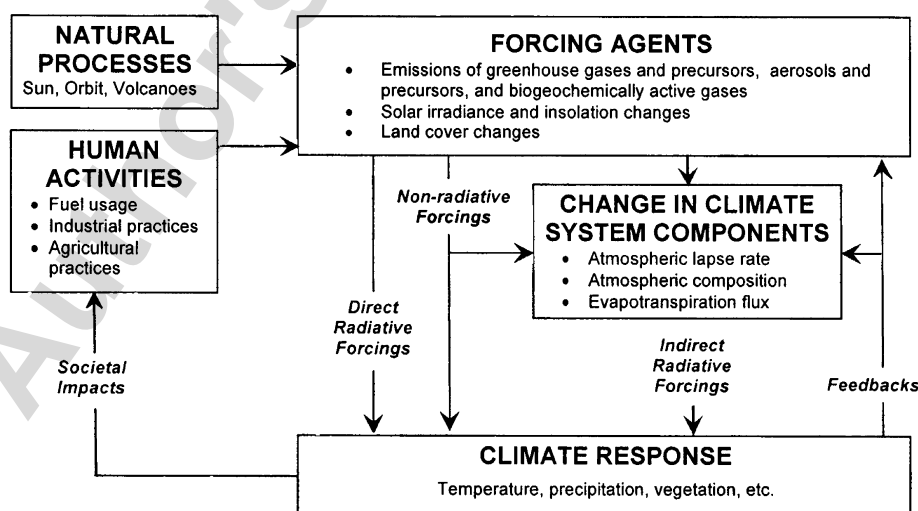 NATURAL
PROCESSES
Sun, Orbit, Volcanoes
FORCING AGENTS
• Emissions of greenhouse gases and precursors, aerosols and
precursors, and biogeochemically active gases
• Solar irradiance and insolation changes
• Land cover changes
HUMAN
ACTIVITIES
• Fuel usage
• Industrial practices
• Agricultural
practices
Non-radiative
Forcings
CHANGE IN CLIMATE
SYSTEM COMPONENTS
• Atmospheric lapse rate
• Atmospheric composition
• Evapotranspiration flux
Direct
Radiative
Forcings
Societal
Impacts
Indirect
Radiative
Forcings
Feedbacks
CLIMATE RESPONSE
Temperature, precipitation, vegetation, etc.
Author's